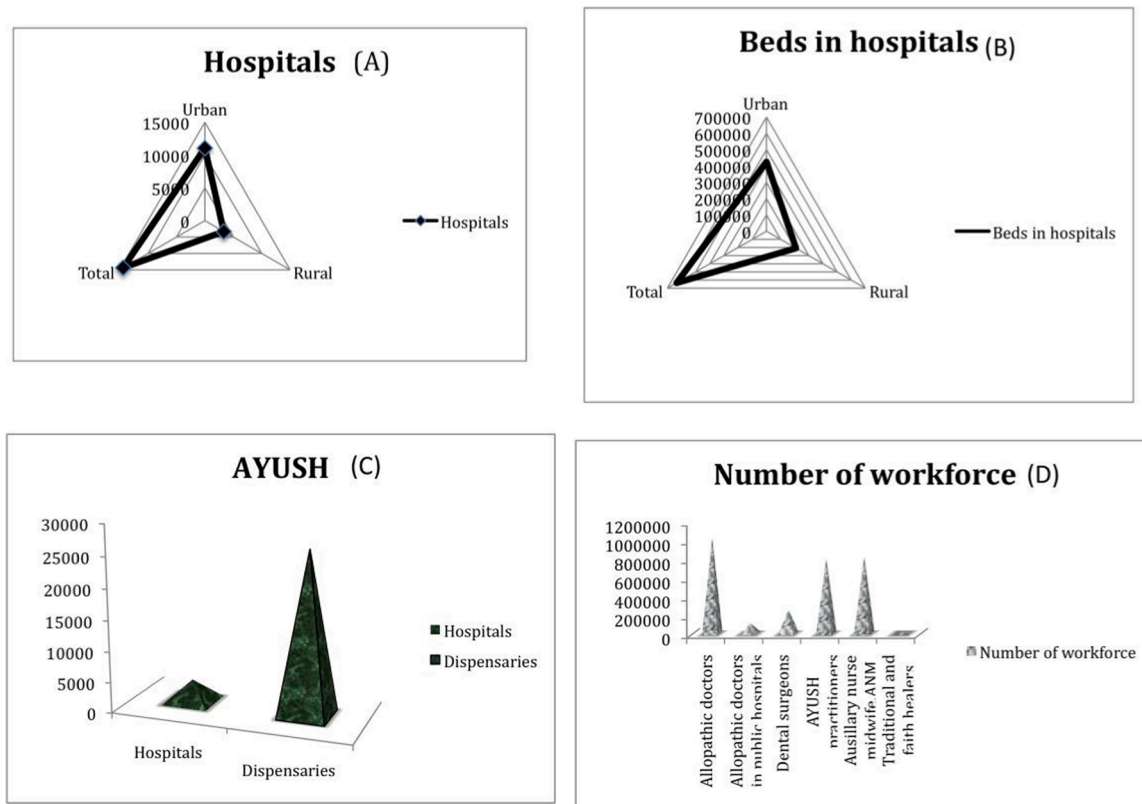 Hospitals (A)
Urban
15000
10000
5000
0
Total
Rural
Hospitals
Beds in hospitals (B)
Urban
700000
600000
500000
400000
300000
200000
100000
0
Total
Rural
Beds in hospitals
AYUSH (C)
30000
25000
20000
15000
10000
5000
0
Hospitals
Dispensaries
Hospitals
Dispensaries
Number of workforce (D)
1200000
1000000
800000
600000
400000
200000
0
Allopathic doctors
Allopathic doctors
in public hospitals
Dental surgeons
AYUSH
practitioners
Ausillary nurse
midwife ANM
Traditional and
faith healers
Number of workforce